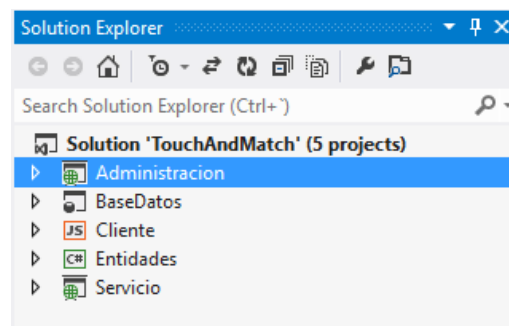 Solution Explorer
Search Solution Explorer (Ctrl+`)
Solution 'TouchAndMatch' (5 projects)
Administracion
BaseDatos
JS Cliente
C# Entidades
Servicio